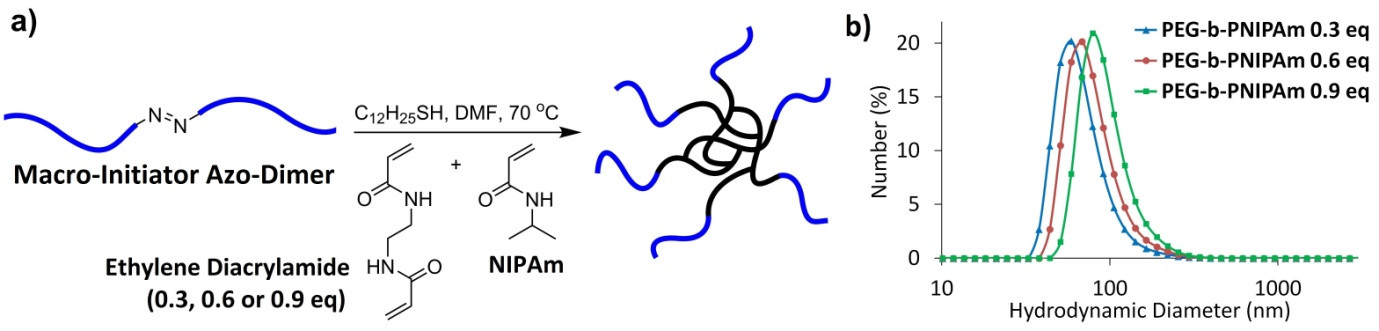 a)
N=N
C12H25SH, DMF, 70 °C
+
Macro-Initiator Azo-Dimer
O
NH
O
NH
HN
O
Ethylene Diacrylamide
(0.3, 0.6 or 0.9 eq)
NIPAm
b)
PEG-b-PNIPAm 0.3 eq
PEG-b-PNIPAm 0.6 eq
PEG-b-PNIPAm 0.9 eq
Number (%)
20
15
10
5
0
10
100
1000
Hydrodynamic Diameter (nm)